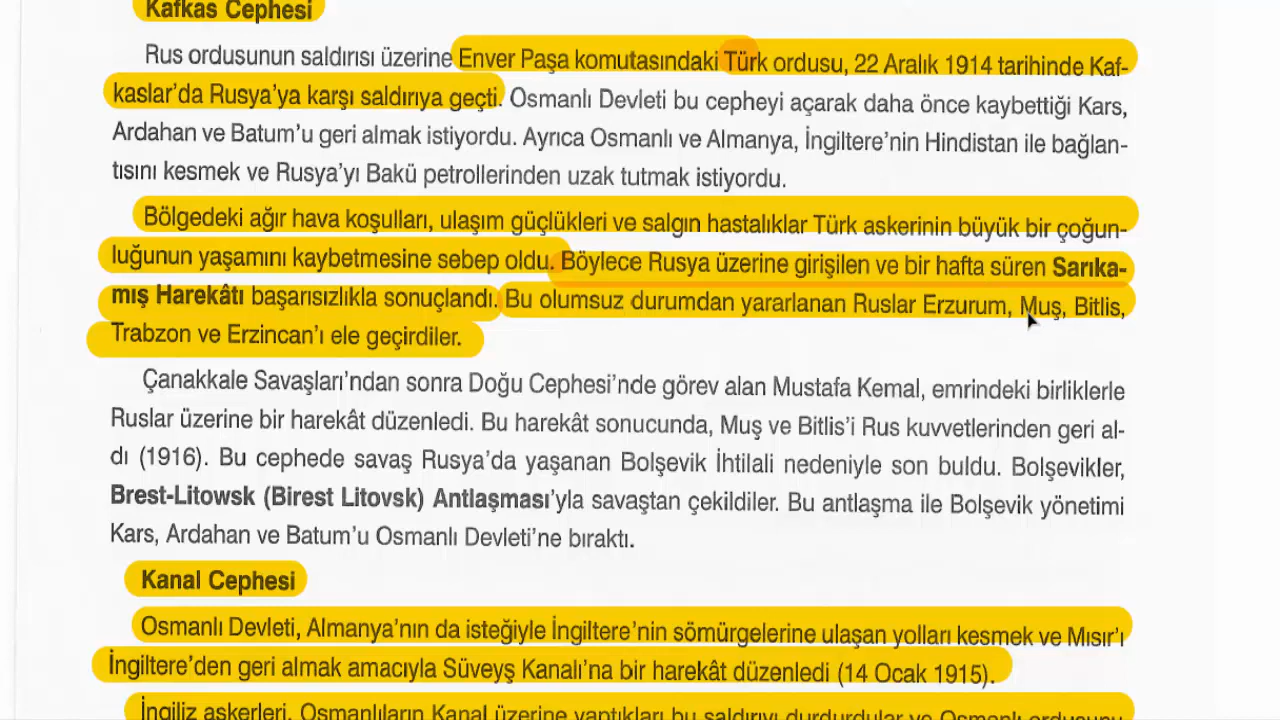 Kafkas Cephesi
Rus ordusunun saldırısı üzerine Enver Paşa komutasındaki Türk ordusu, 22 Aralık 1914 tarihinde Kaf-
kaslar’da Rusya’ya karşı saldırıya geçti. Osmanlı Devleti bu cepheyi açarak daha önce kaybettiği Kars,
Ardahan ve Batum’u geri almak istiyordu. Ayrıca Osmanlı ve Almanya, İngiltere’nin Hindistan ile bağlan-
tısını kesmek ve Rusya’yı Bakü petrollerinden uzak tutmak istiyordu.
Bölgedeki ağır hava koşulları, ulaşım güçlükleri ve salgın hastalıklar Türk askerinin büyük bir çoğun-
luğunun yaşamını kaybetmesine sebep oldu. Böylece Rusya üzerine girişilen ve bir hafta süren Sarıka-
mış Harekâtı başarısızlıkla sonuçlandı. Bu olumsuz durumdan yararlanan Ruslar Erzurum, Muş, Bitlis,
Trabzon ve Erzincan’ı ele geçirdiler.
Çanakkale Savaşları’ndan sonra Doğu Cephesi’nde görev alan Mustafa Kemal, emrindeki birliklerle
Ruslar üzerine bir harekât düzenledi. Bu harekât sonucunda, Muş ve Bitlis’i Rus kuvvetlerinden geri al-
dı (1916). Bu cephede savaş Rusya’da yaşanan Bolşevik İhtilali nedeniyle son buldu. Bolşevikler,
Brest-Litowsk (Birest Litovsk) Antlaşması’yla savaştan çekildiler. Bu antlaşma ile Bolşevik yönetimi
Kars, Ardahan ve Batum’u Osmanlı Devleti’ne bıraktı.
Kanal Cephesi
Osmanlı Devleti, Almanya’nın da isteğiyle İngiltere’nin sömürgelerine ulaşan yolları kesmek ve Mısır’ı
İngiltere’den geri almak amacıyla Süveyş Kanalı’na bir harekât düzenledi (14 Ocak 1915).
İngiliz askerleri, Osmanlıların Kanal üzerine yaptıkları bu saldırıyı durdurdular ve Osmanlı ordusunu